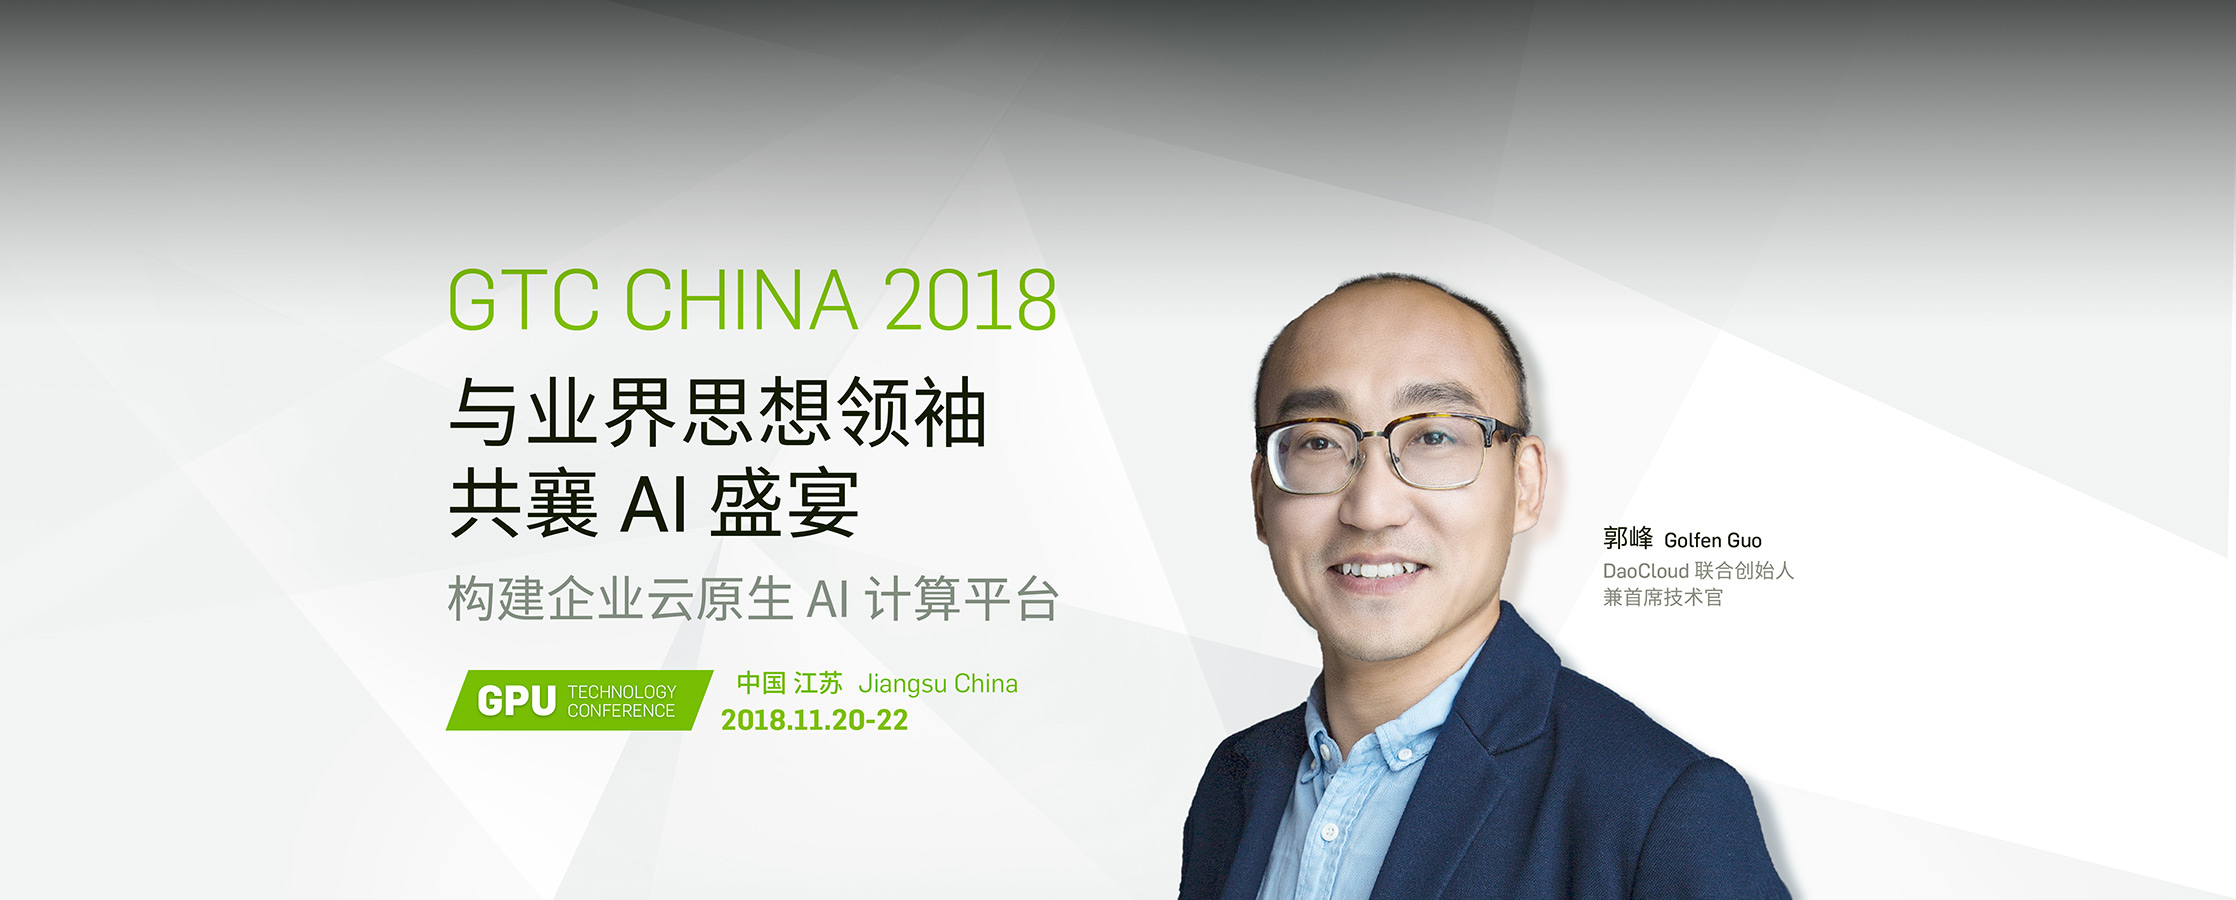 GTC CHINA 2018
与业界思想领袖
共襄 AI 盛宴
构建企业云原生 AI 计算平台
GPU TECHNOLOGY
CONFERENCE
中国 江苏 Jiangsu China
2018.11.20-22
郭峰 Golfen Guo
DaoCloud 联合创始人
兼首席技术官